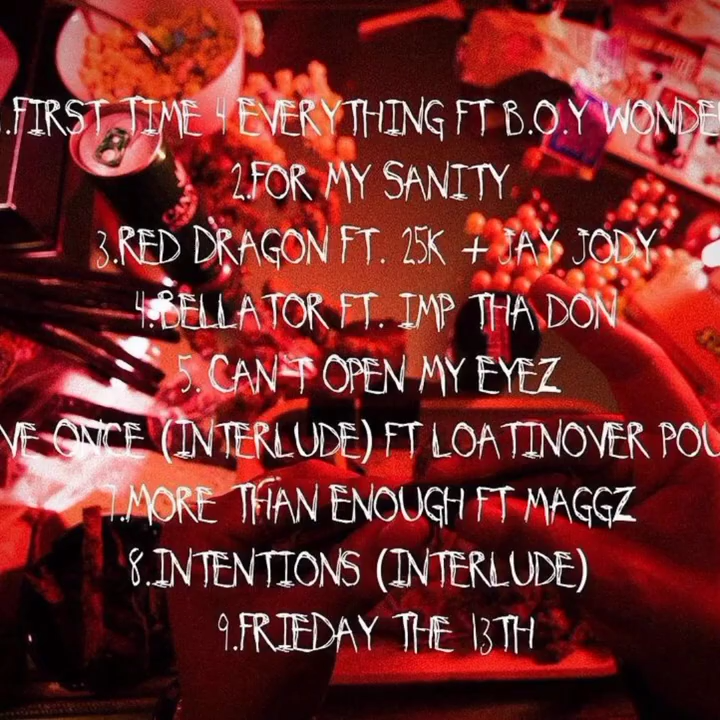 .FIRST TIME 4 EVERYTHING FT B.O.Y WONDE
2.FOR MY SANITY
3.RED DRAGON FT. 25K + JAY JODY
4.BELLATOR FT. IMP THA DON
5. CAN'T OPEN MY EYEZ
VE ONCE (INTERLUDE) FT LOATINOVER POU
7.MORE THAN ENOUGH FT MAGGZ
8.INTENTIONS (INTERLUDE)
9.FRIEDAY THE 13TH